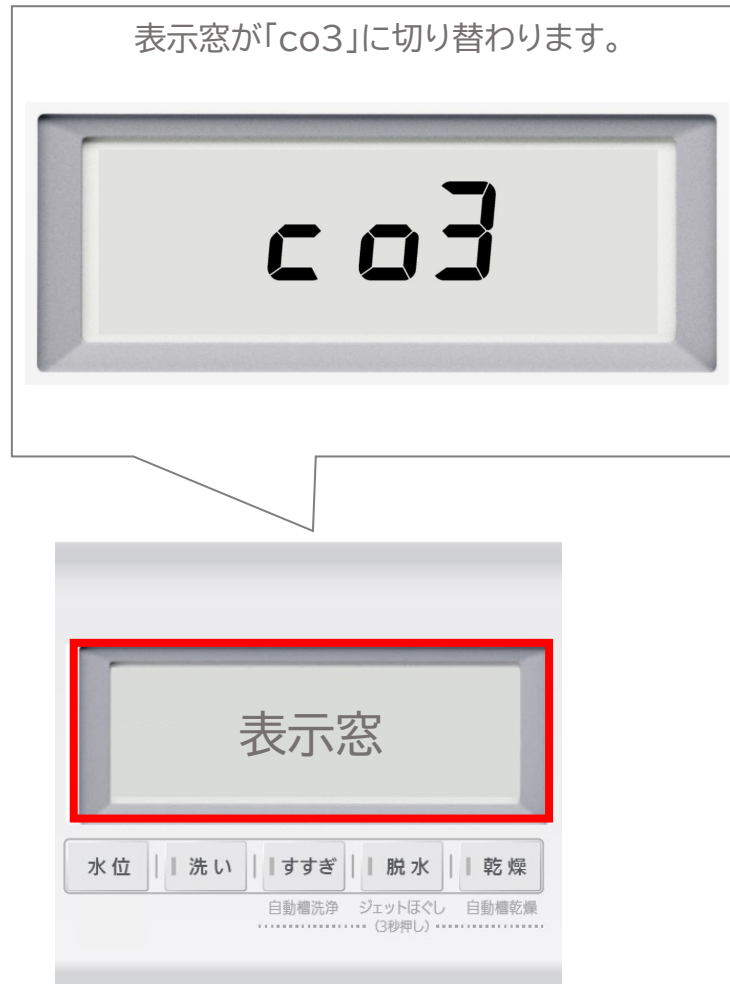 表示窓が「co3」に切り替わります。
co3
表示窓
水位 洗い すすぎ 脱水 乾燥
自動槽洗浄 ジェットほぐし 自動槽乾燥
(3秒押し)